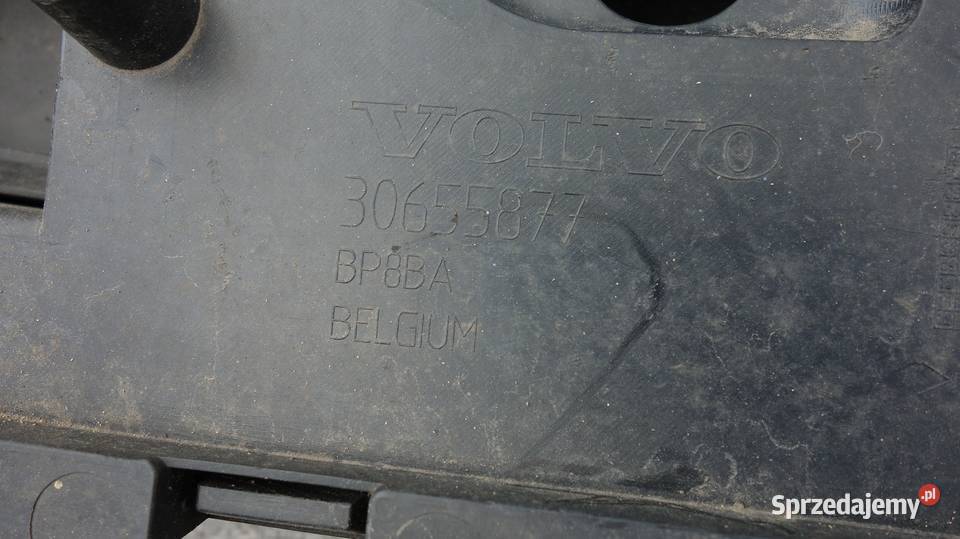 VOLVO
30655877
BP8BA
BELGIUM
Sprzedajemy.pl